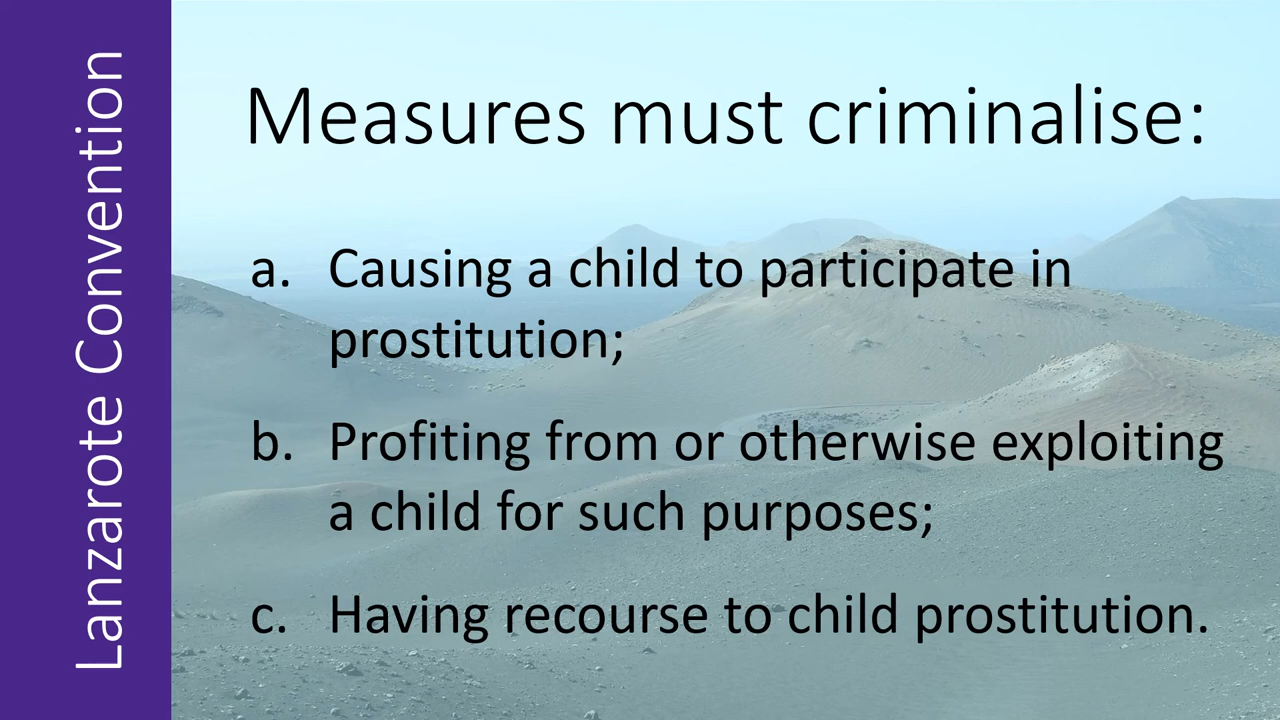 Lanzarote Convention
Measures must criminalise:
a. Causing a child to participate in
prostitution;
b. Profiting from or otherwise exploiting
a child for such purposes;
c. Having recourse to child prostitution.